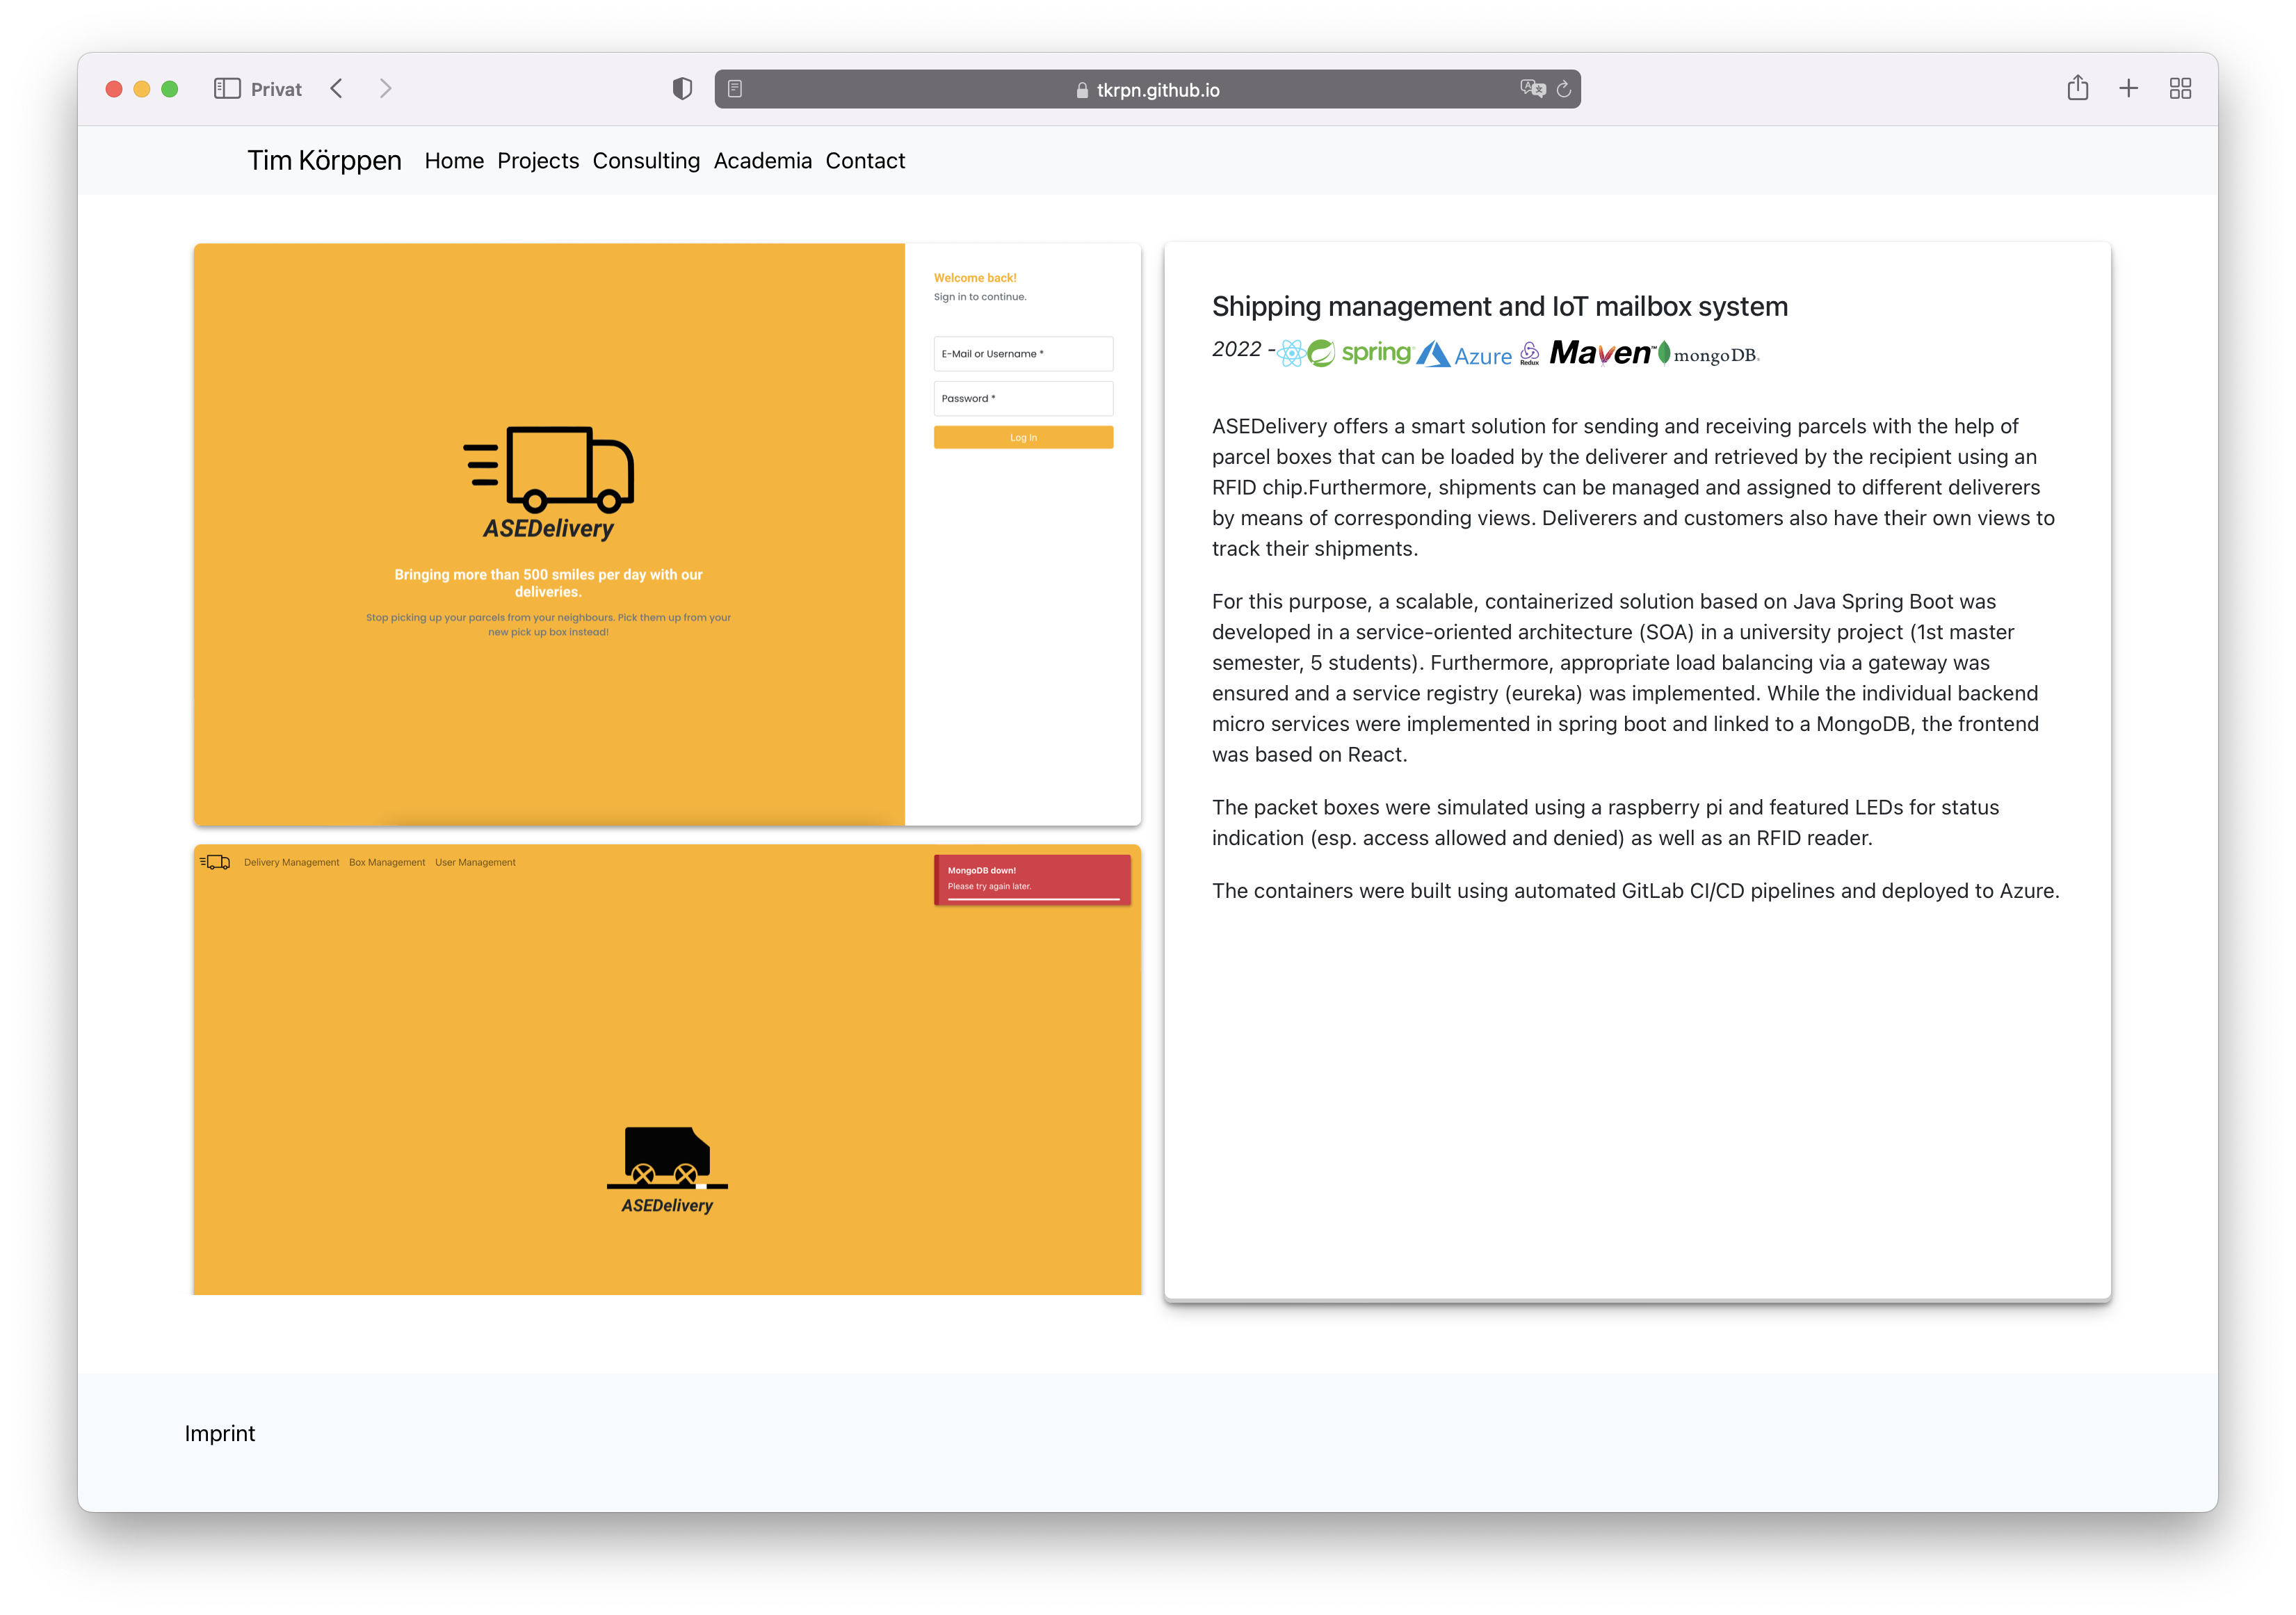 Privat
tkrpn.github.io
Tim Körppen Home Projects Consulting Academia Contact
Welcome back!
Sign in to continue.
E-Mail or Username *
Password *
Log In
ASEDelivery
Bringing more than 500 smiles per day with our
deliveries.
Stop picking up your parcels from your neighbours. Pick them up from your
new pick up box instead!
Delivery Management Box Management User Management
MongoDB down!
Please try again later.
ASEDelivery
Shipping management and IoT mailbox system
2022 - spring Azure Redux Maven™ mongoDB.
ASEDelivery offers a smart solution for sending and receiving parcels with the help of
parcel boxes that can be loaded by the deliverer and retrieved by the recipient using an
RFID chip.Furthermore, shipments can be managed and assigned to different deliverers
by means of corresponding views. Deliverers and customers also have their own views to
track their shipments.
For this purpose, a scalable, containerized solution based on Java Spring Boot was
developed in a service-oriented architecture (SOA) in a university project (1st master
semester, 5 students). Furthermore, appropriate load balancing via a gateway was
ensured and a service registry (eureka) was implemented. While the individual backend
micro services were implemented in spring boot and linked to a MongoDB, the frontend
was based on React.
The packet boxes were simulated using a raspberry pi and featured LEDs for status
indication (esp. access allowed and denied) as well as an RFID reader.
The containers were built using automated GitLab CI/CD pipelines and deployed to Azure.
Imprint